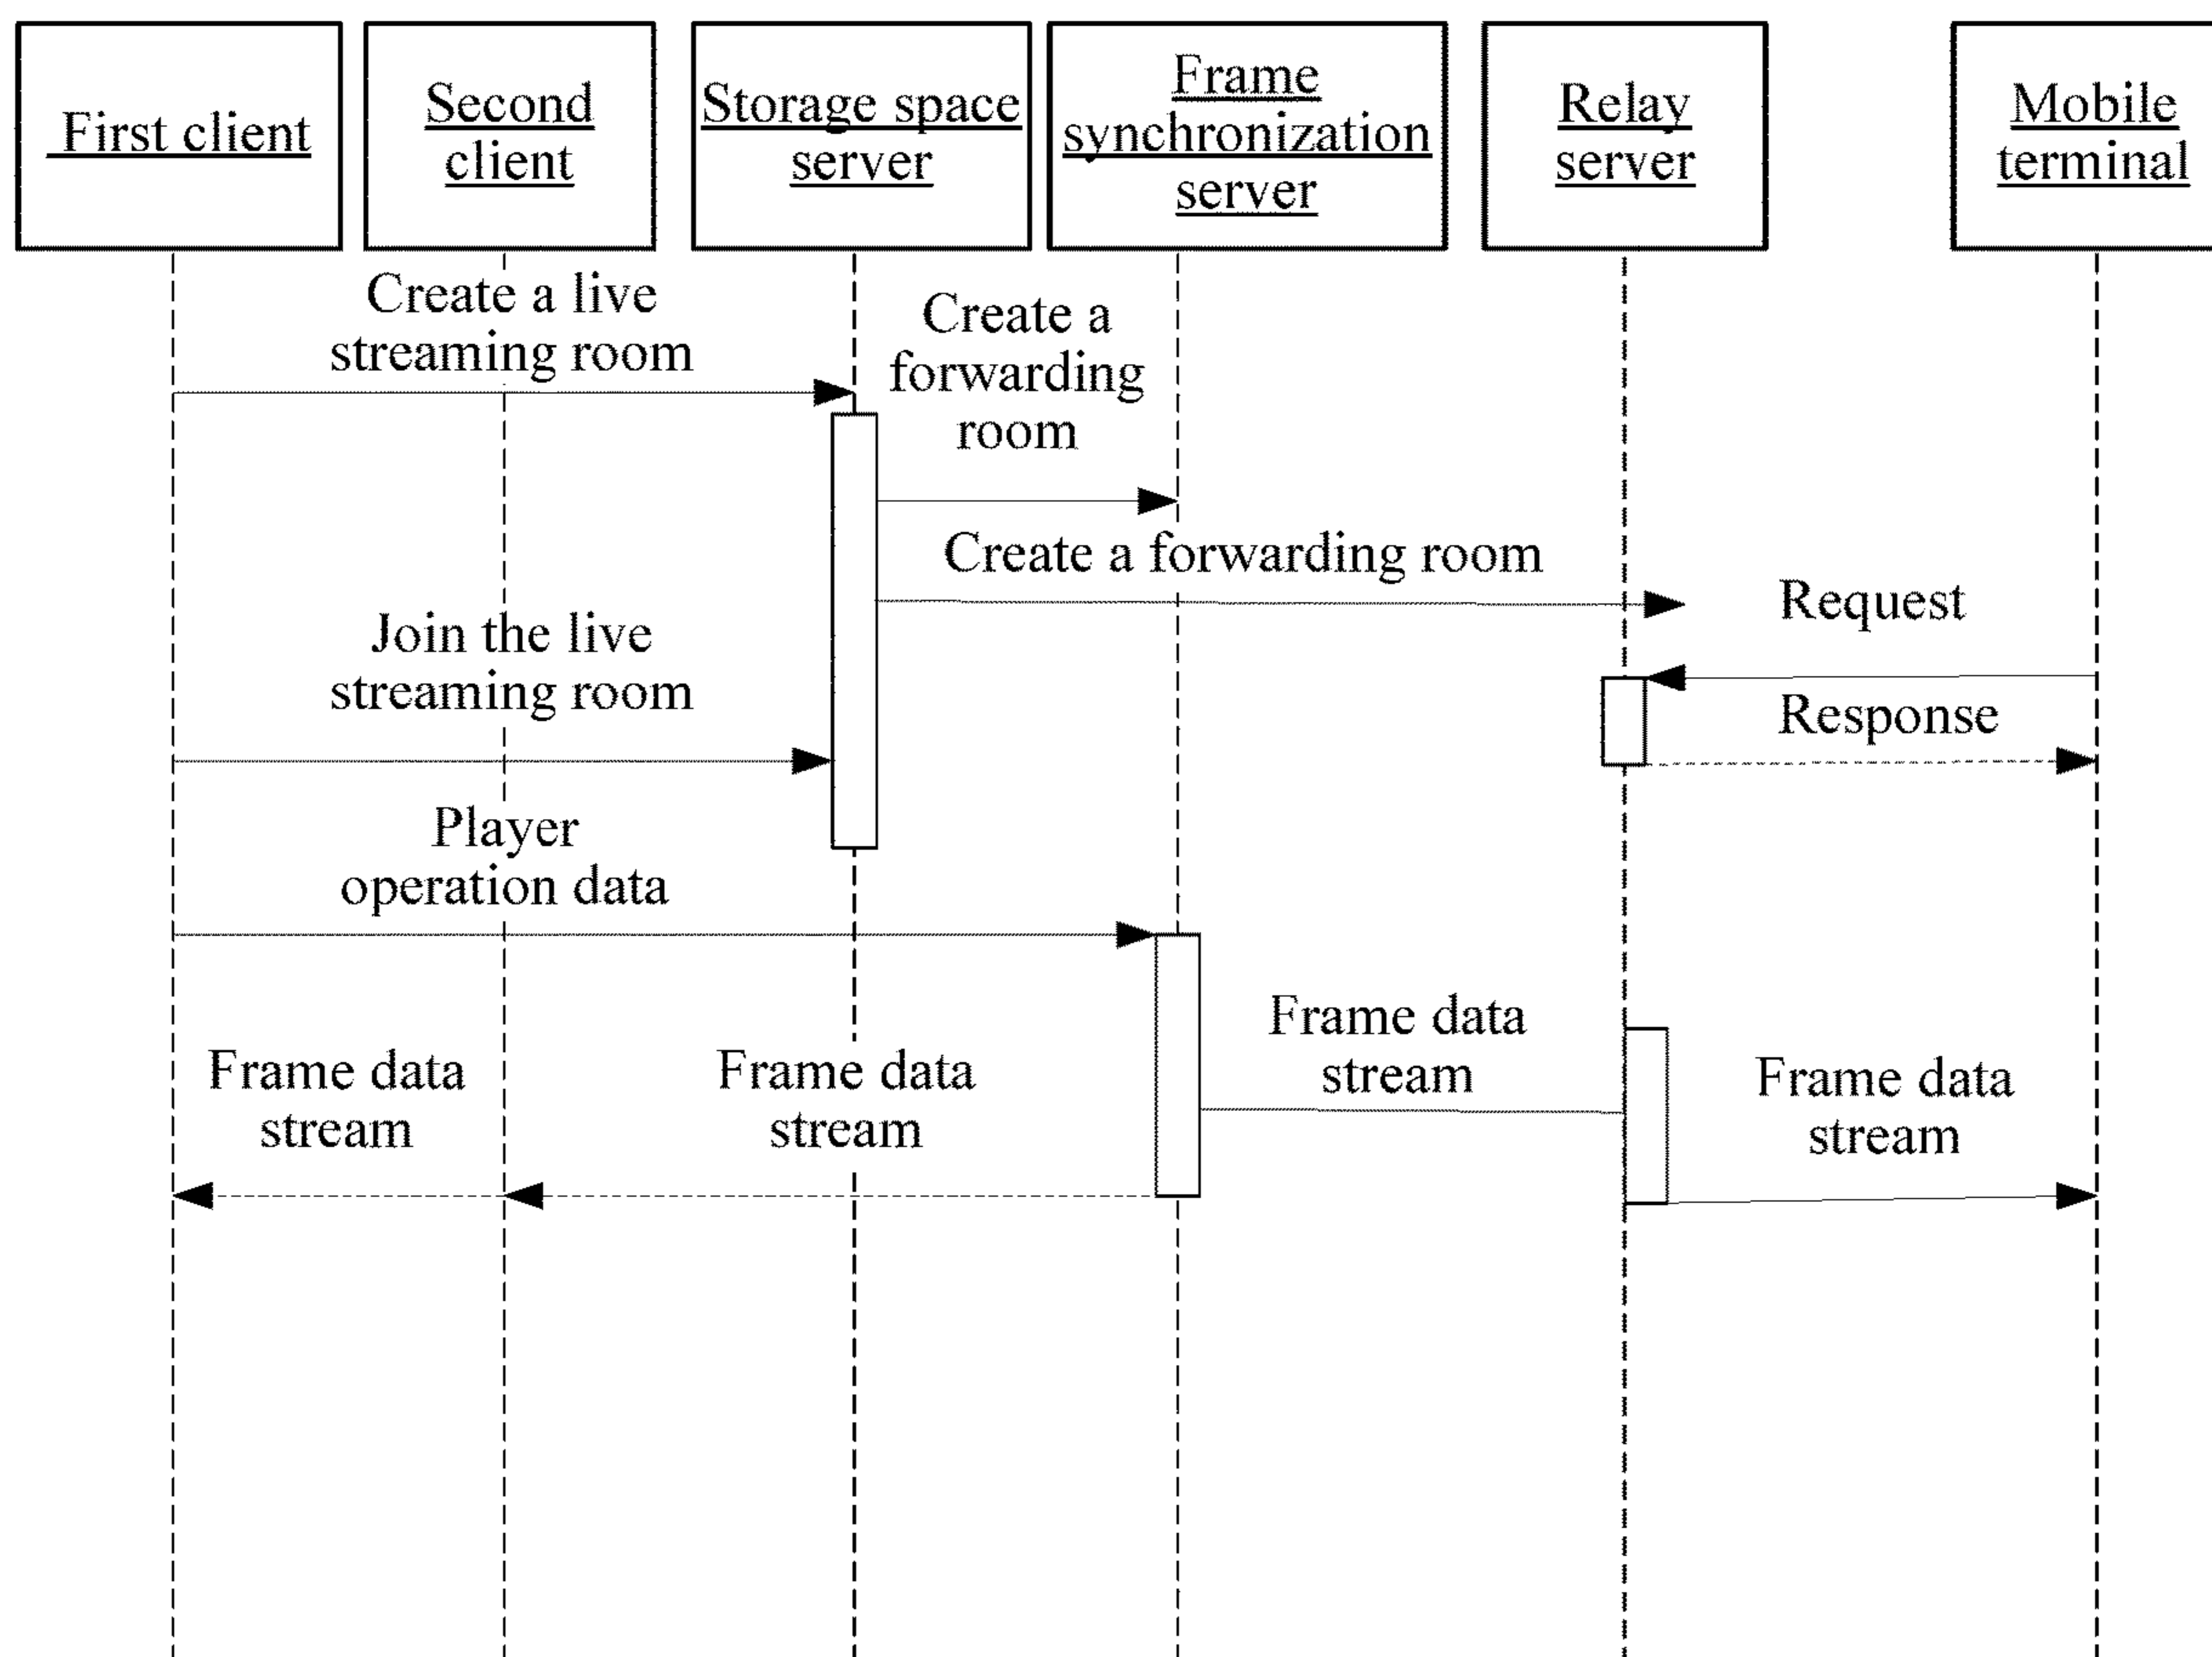 First client
Second
client
Storage space
server
Frame
synchronization
server
Relay
server
Mobile
terminal
Create a live
streaming room
Create a
forwarding
room
Create a forwarding room
Request
Join the live
streaming room
Response
Player
operation data
Frame data
stream
Frame data
stream
Frame data
stream
Frame data
stream